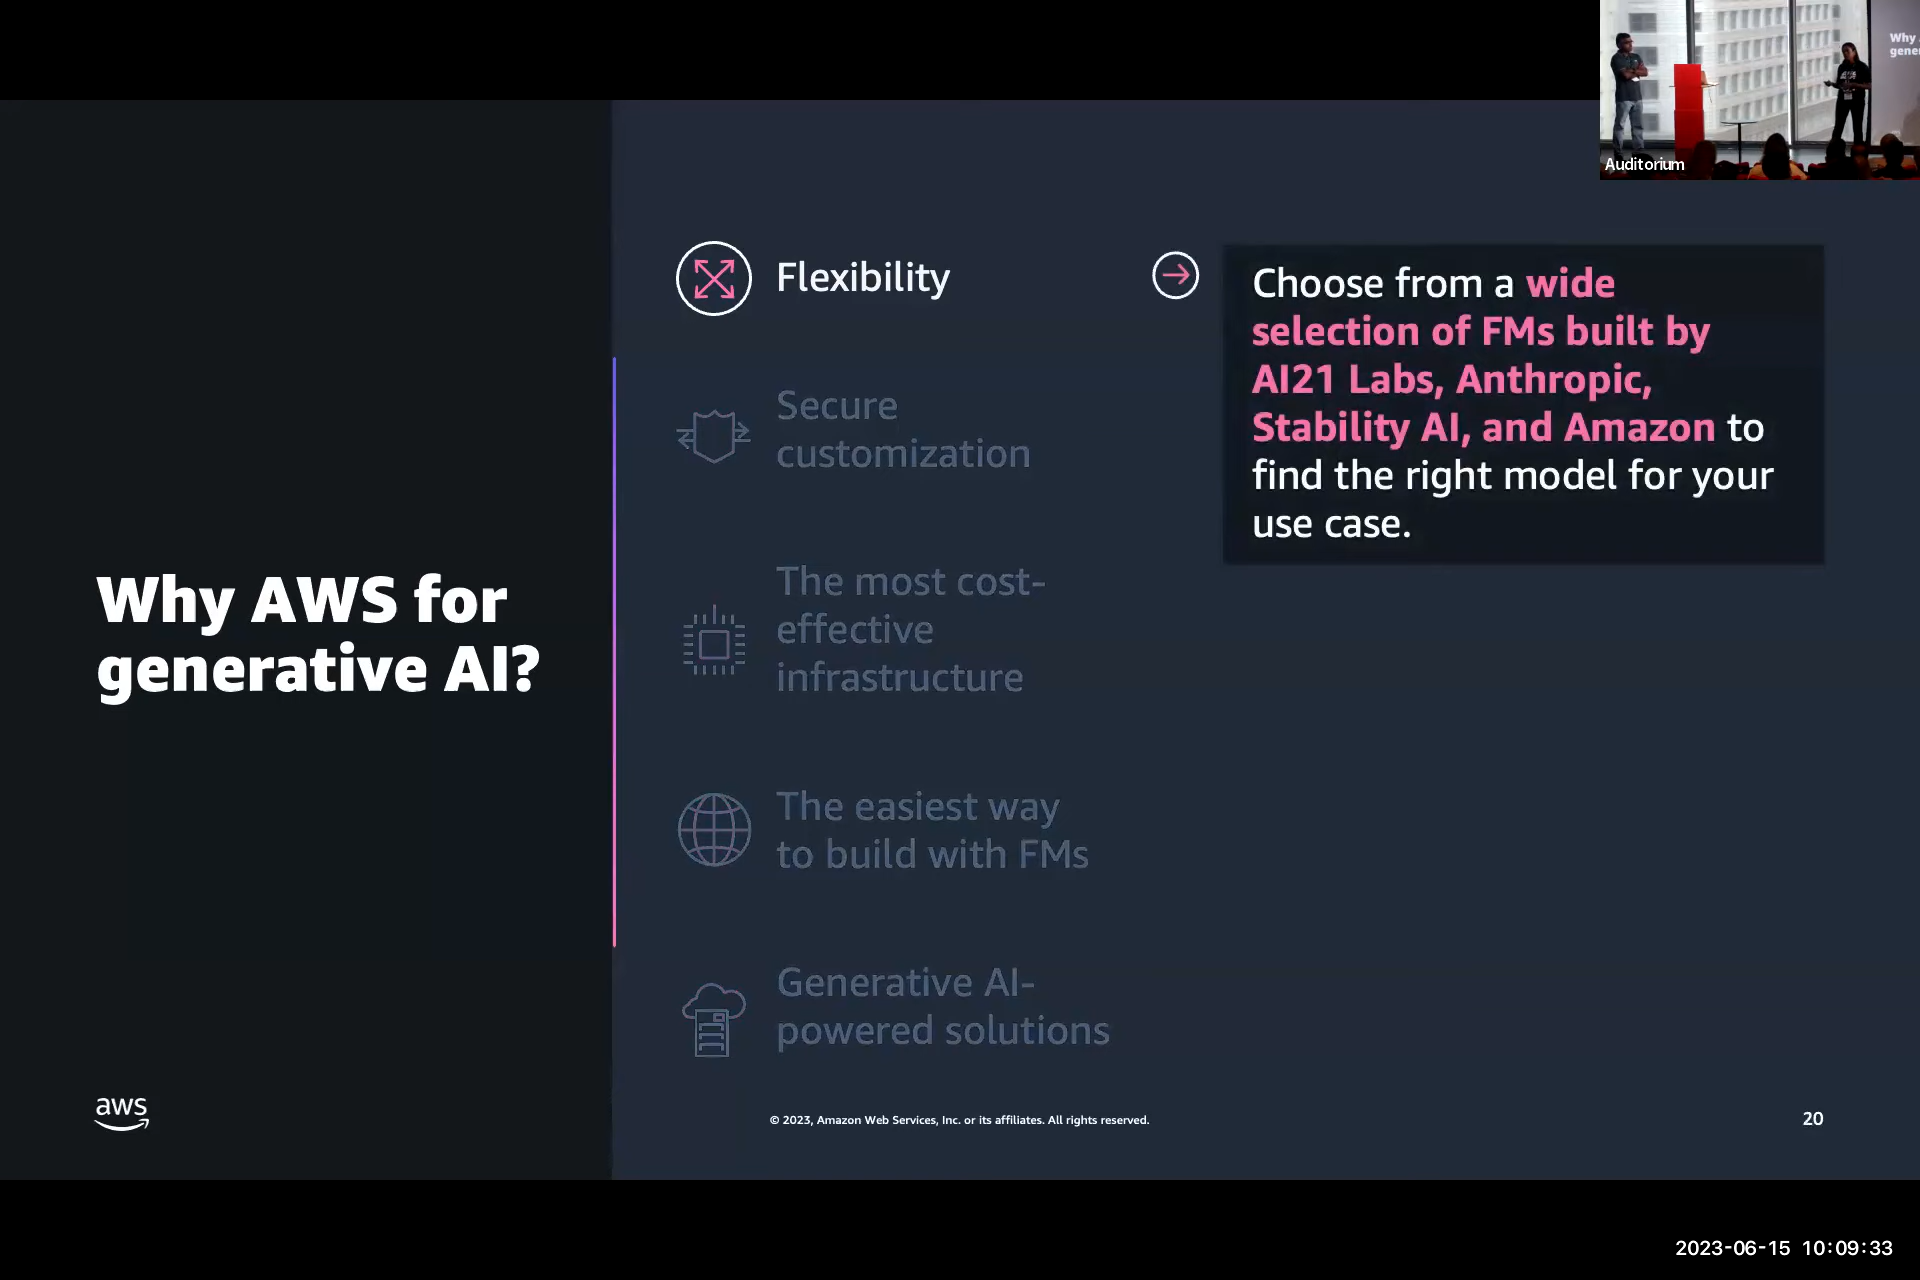 Why
gene
Auditorium
Why AWS for
generative AI?
Flexibility
Choose from a wide
selection of FMs built by
AI21 Labs, Anthropic,
Stability AI, and Amazon to
find the right model for your
use case.
Secure
customization
The most cost-
effective
infrastructure
The easiest way
to build with FMs
Generative AI-
powered solutions
aws
© 2023, Amazon Web Services, Inc. or its affiliates. All rights reserved.
20
2023-06-15 10:09:33